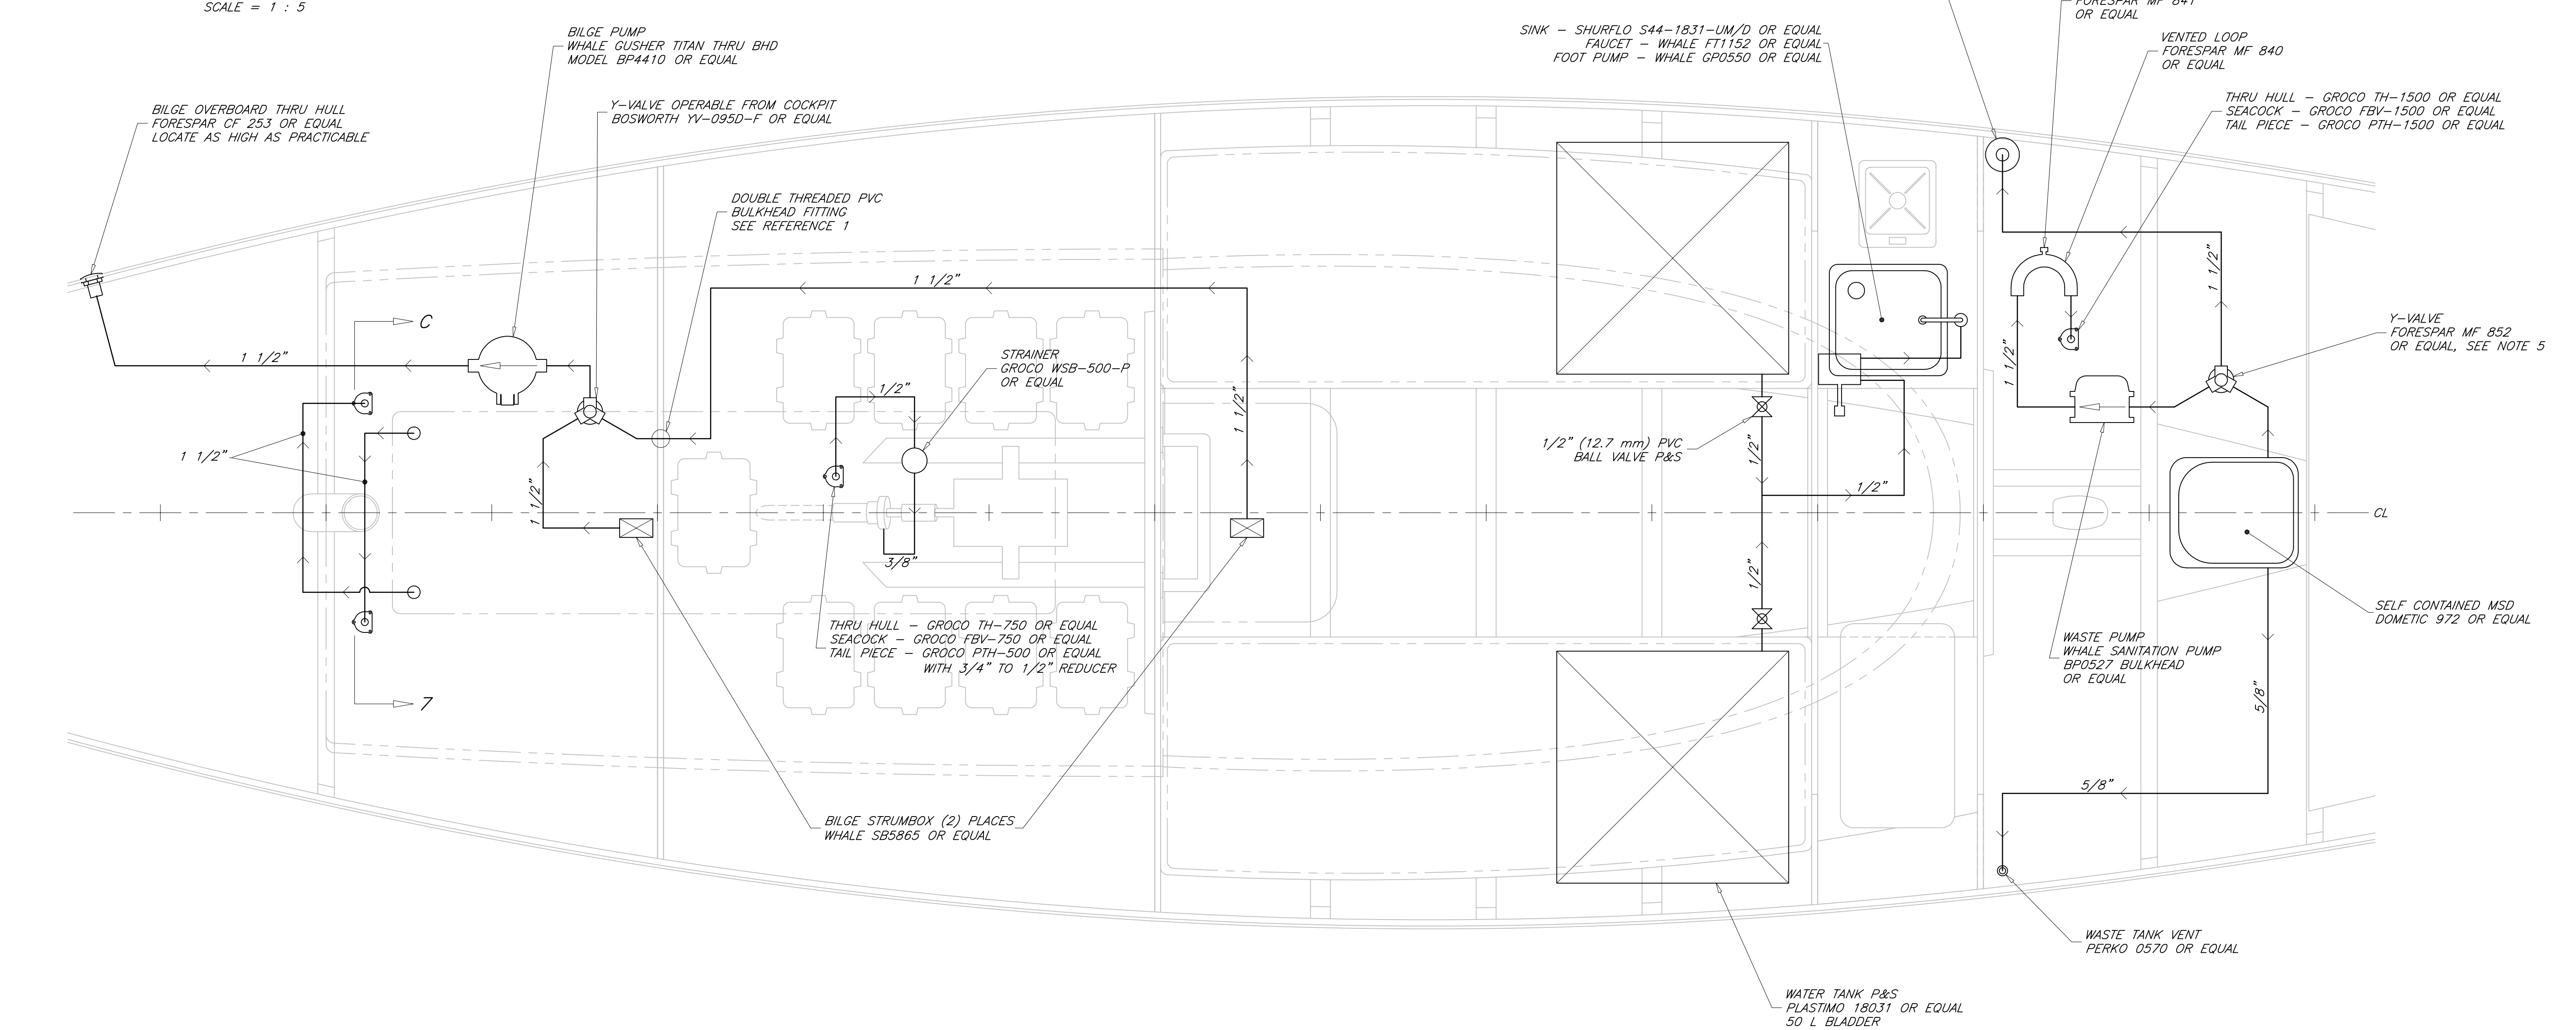 SCALE = 1 : 5
BILGE PUMP
WHALE GUSHER TITAN THRU BHD
MODEL BP4410 OR EQUAL
BILGE OVERBOARD THRU HULL
FORESPAR CF 253 OR EQUAL
LOCATE AS HIGH AS PRACTICABLE
Y-VALVE OPERABLE FROM COCKPIT
BOSWORTH YV-095D-F OR EQUAL
DOUBLE THREADED PVC
BULKHEAD FITTING
SEE REFERENCE 1
SINK - SHURFLO S44-1831-UM/D OR EQUAL
FAUCET - WHALE FT1152 OR EQUAL
FOOT PUMP - WHALE GP0550 OR EQUAL
FORESPAR MF 841
OR EQUAL
VENTED LOOP
FORESPAR MF 840
OR EQUAL
THRU HULL - GROCO TH-1500 OR EQUAL
SEACOCK - GROCO FBV-1500 OR EQUAL
TAIL PIECE - GROCO PTH-1500 OR EQUAL
1 1/2"
1 1/2"
C
1 1/2"
STRAINER
GROCO WSB-500-P
OR EQUAL
1/2"
1 1/2"
1 1/2"
1 1/2"
Y-VALVE
FORESPAR MF 852
OR EQUAL, SEE NOTE 5
1 1/2"
1/2" (12.7 mm) PVC
BALL VALVE P&S
1/2"
1/2"
1 1/2"
CL
3/8"
1/2"
THRU HULL - GROCO TH-750 OR EQUAL
SEACOCK - GROCO FBV-750 OR EQUAL
TAIL PIECE - GROCO PTH-500 OR EQUAL
WITH 3/4" TO 1/2" REDUCER
SELF CONTAINED MSD
DOMETIC 972 OR EQUAL
WASTE PUMP
WHALE SANITATION PUMP
BP0527 BULKHEAD
OR EQUAL
7
5/8"
5/8"
BILGE STRUMBOX (2) PLACES
WHALE SB5865 OR EQUAL
WASTE TANK VENT
PERKO 0570 OR EQUAL
WATER TANK P&S
PLASTIMO 18031 OR EQUAL
50 L BLADDER